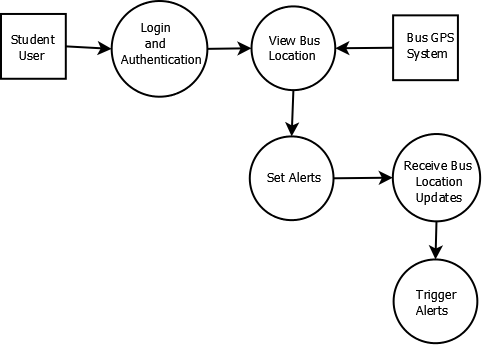 Student
User
Login
and
Authentication
View Bus
Location
Bus GPS
System
Set Alerts
Receive Bus
Location
Updates
Trigger
Alerts